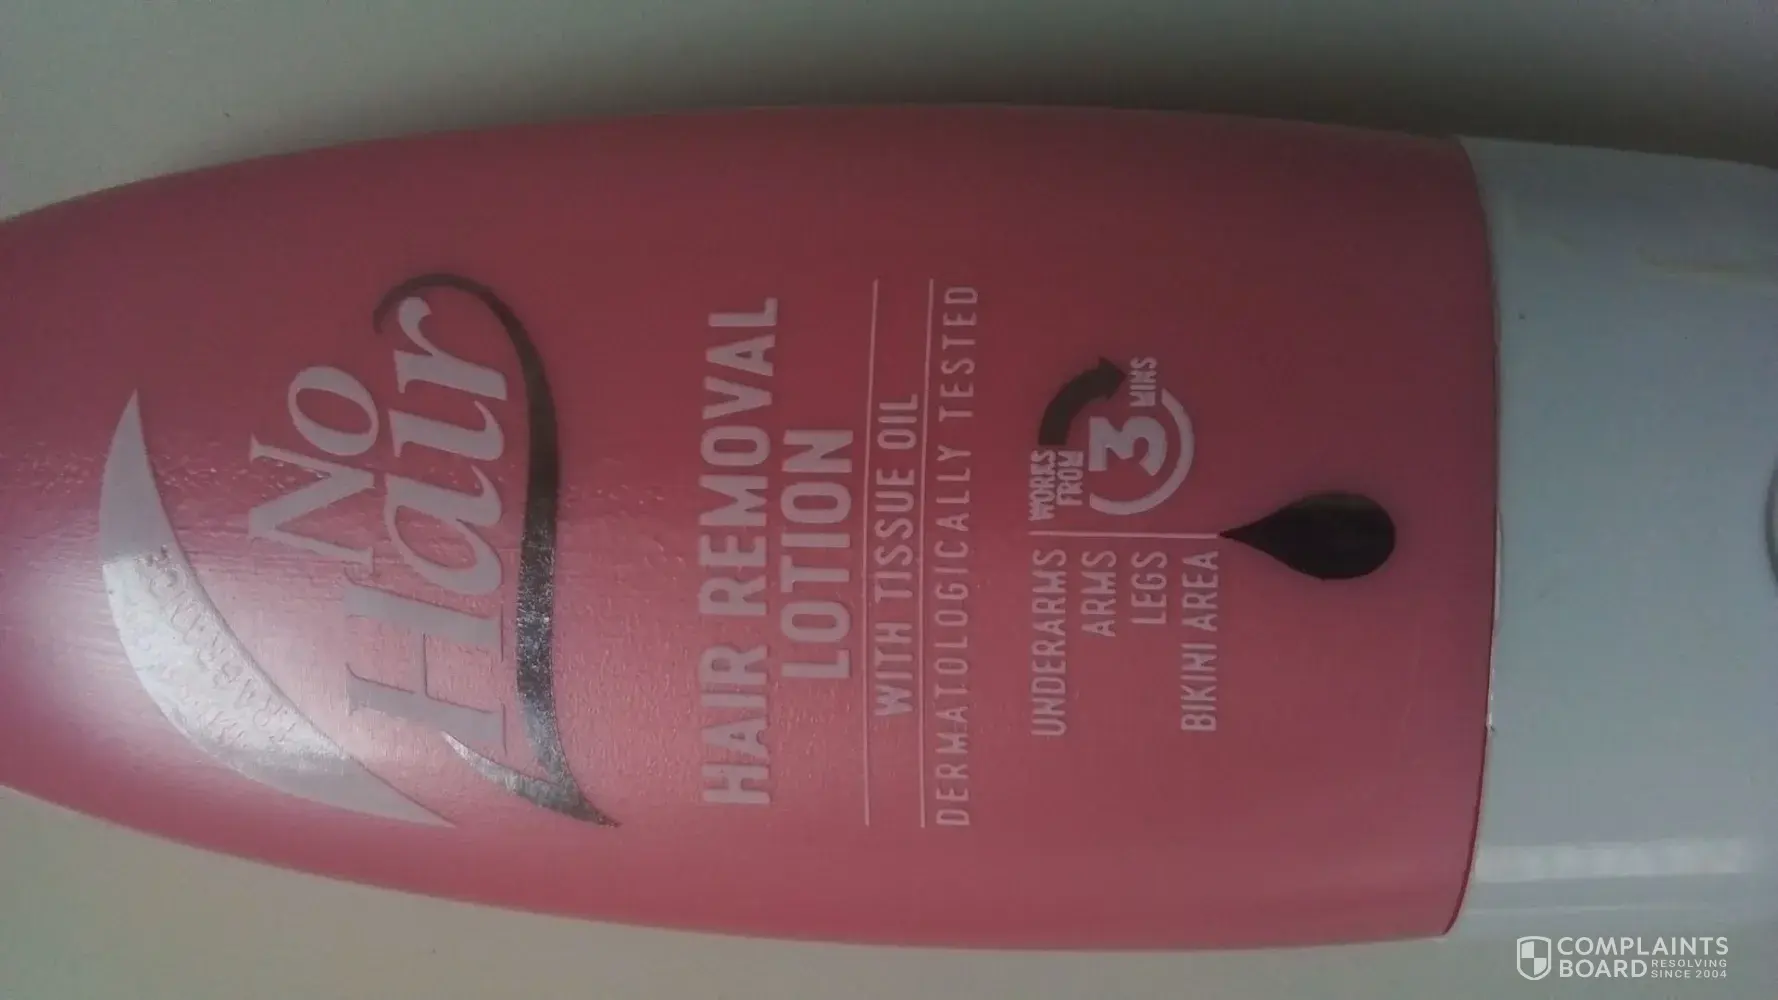 No
Hair
HAIR REMOVAL
LOTION
WITH TISSUE OIL
DERMATOLOGICALLY TESTED
UNDERARMS
ARMS
LEGS
BIKINI AREA
WORKS
FROM
3
MINS
COMPLAINTS
BOARD RESOLVING
SINCE 2004